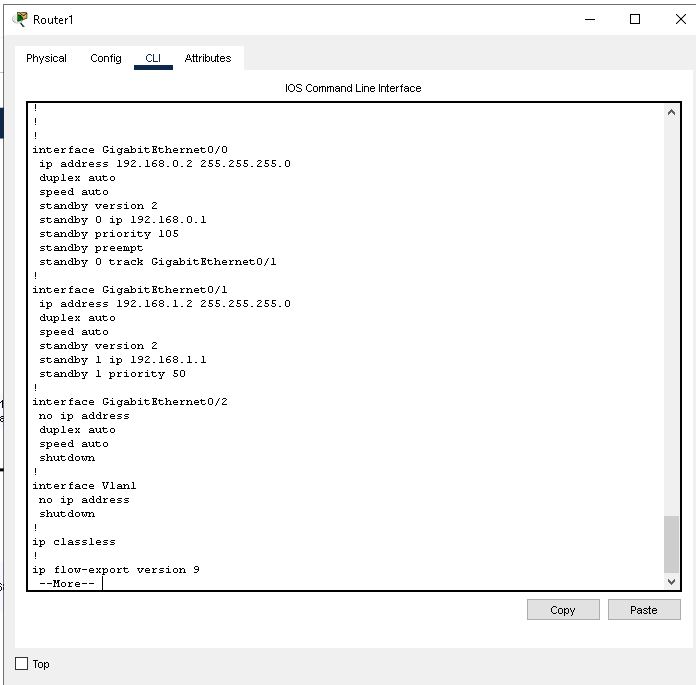 Router1
Physical Config CLI Attributes
IOS Command Line Interface
!
!
!
interface GigabitEthernet0/0
 ip address 192.168.0.2 255.255.255.0
 duplex auto
 speed auto
 standby version 2
 standby 0 ip 192.168.0.1
 standby priority 105
 standby preempt
 standby 0 track GigabitEthernet0/1
!
interface GigabitEthernet0/1
 ip address 192.168.1.2 255.255.255.0
 duplex auto
 speed auto
 standby version 2
 standby 1 ip 192.168.1.1
 standby 1 priority 50
!
interface GigabitEthernet0/2
 no ip address
 duplex auto
 speed auto
 shutdown
!
interface Vlan1
 no ip address
 shutdown
!
ip classless
!
ip flow-export version 9
 --More--
Copy Paste
Top